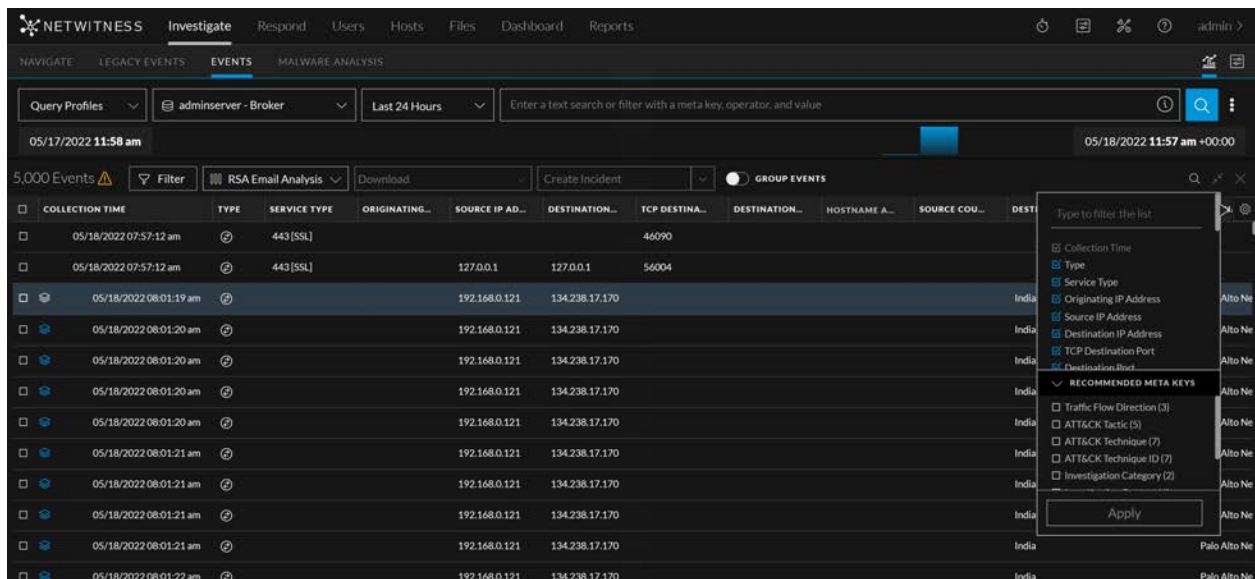 NETWITNESS Investigate Respond Users Hosts Files Dashboard Reports admin >
NAVIGATE LEGACY EVENTS EVENTS MALWARE ANALYSIS
Query Profiles adminserver - Broker Last 24 Hours Enter a text search or filter with a meta key, operator, and value
05/17/2022 11:58 am 05/18/2022 11:57 am +00:00
5,000 Events Filter RSA Email Analysis Download Create Incident GROUP EVENTS
COLLECTION TIME TYPE SERVICE TYPE ORIGINATING... SOURCE IP AD... DESTINATION... TCP DESTINA... DESTINATION... HOSTNAME A... SOURCE COU... DESTI
Type to filter the list
05/18/2022 07:57:12 am 443 [SSL] 46090
Collection Time
05/18/2022 07:57:12 am 443 [SSL] 127.0.0.1 127.0.0.1 56004
Type
Service Type
05/18/2022 08:01:19 am 192.168.0.121 134.238.17.170 India Alto Ne
Originating IP Address
Source IP Address
05/18/2022 08:01:20 am 192.168.0.121 134.238.17.170 India Alto Ne
Destination IP Address
TCP Destination Port
05/18/2022 08:01:20 am 192.168.0.121 134.238.17.170 India Alto Ne
Destination Port
RECOMMENDED META KEYS
05/18/2022 08:01:20 am 192.168.0.121 134.238.17.170 India Alto Ne
Traffic Flow Direction (3)
05/18/2022 08:01:20 am 192.168.0.121 134.238.17.170 India Alto Ne
ATT&CK Tactic (5)
ATT&CK Technique (7)
05/18/2022 08:01:21 am 192.168.0.121 134.238.17.170 India Alto Ne
ATT&CK Technique ID (7)
Investigation Category (2)
05/18/2022 08:01:21 am 192.168.0.121 134.238.17.170 India Alto Ne
05/18/2022 08:01:21 am 192.168.0.121 134.238.17.170 India Alto Ne
Apply
05/18/2022 08:01:21 am 192.168.0.121 134.238.17.170 India Palo Alto Ne
05/18/2022 08:01:22 am 192.168.0.121 134.238.17.170 India Palo Alto Ne